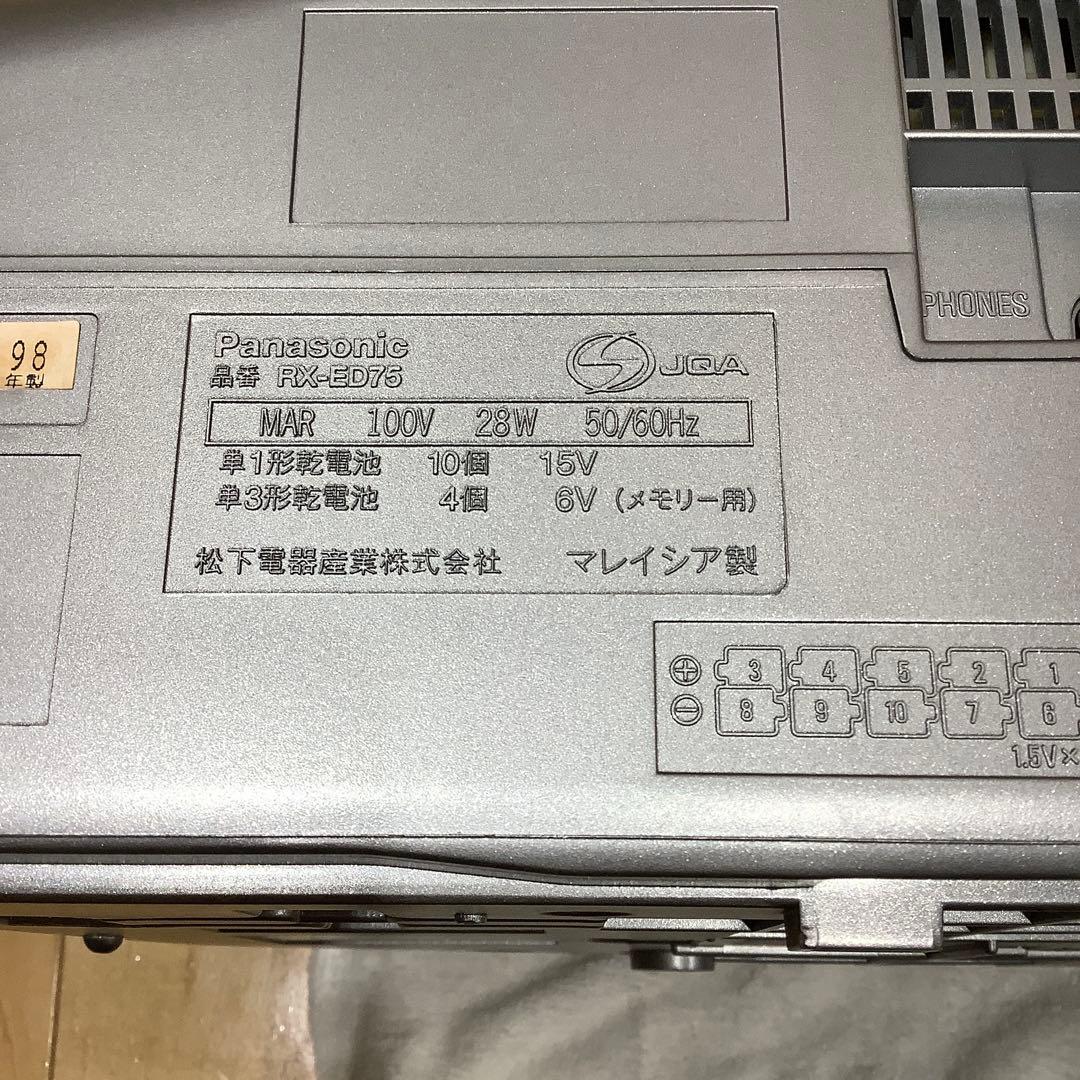 PHONES
98
年製
Panasonic
JQA
品番 RX-ED75
MAR 100V 28W 50/60Hz
単1形乾電池 10個 15V
単3形乾電池 4個 6V (メモリー用)
松下電器産業株式会社 マレイシア製
⊕ 3 4 5 2 1
⊖ 8 9 10 7 6
1.5V×